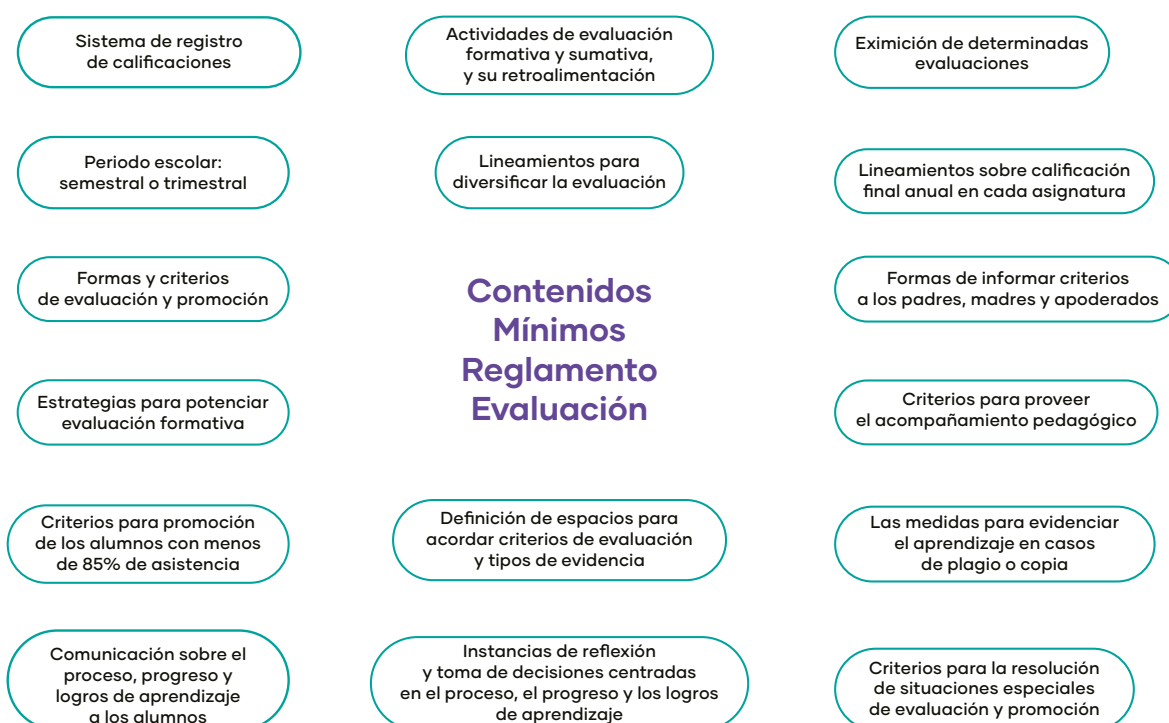 Sistema de registro
de calificaciones
Actividades de evaluación
formativa y sumativa,
y su retroalimentación
Eximición de determinadas
evaluaciones
Periodo escolar:
semestral o trimestral
Lineamientos para
diversificar la evaluación
Lineamientos sobre calificación
final anual en cada asignatura
Formas y criterios
de evaluación y promoción
Contenidos
Mínimos
Reglamento
Evaluación
Formas de informar criterios
a los padres, madres y apoderados
Estrategias para potenciar
evaluación formativa
Criterios para proveer
el acompañamiento pedagógico
Criterios para promoción
de los alumnos con menos
de 85% de asistencia
Definición de espacios para
acordar criterios de evaluación
y tipos de evidencia
Las medidas para evidenciar
el aprendizaje en casos
de plagio o copia
Comunicación sobre el
proceso, progreso y
logros de aprendizaje
a los alumnos
Instancias de reflexión
y toma de decisiones centradas
en el proceso, el progreso y los logros
de aprendizaje
Criterios para la resolución
de situaciones especiales
de evaluación y promoción